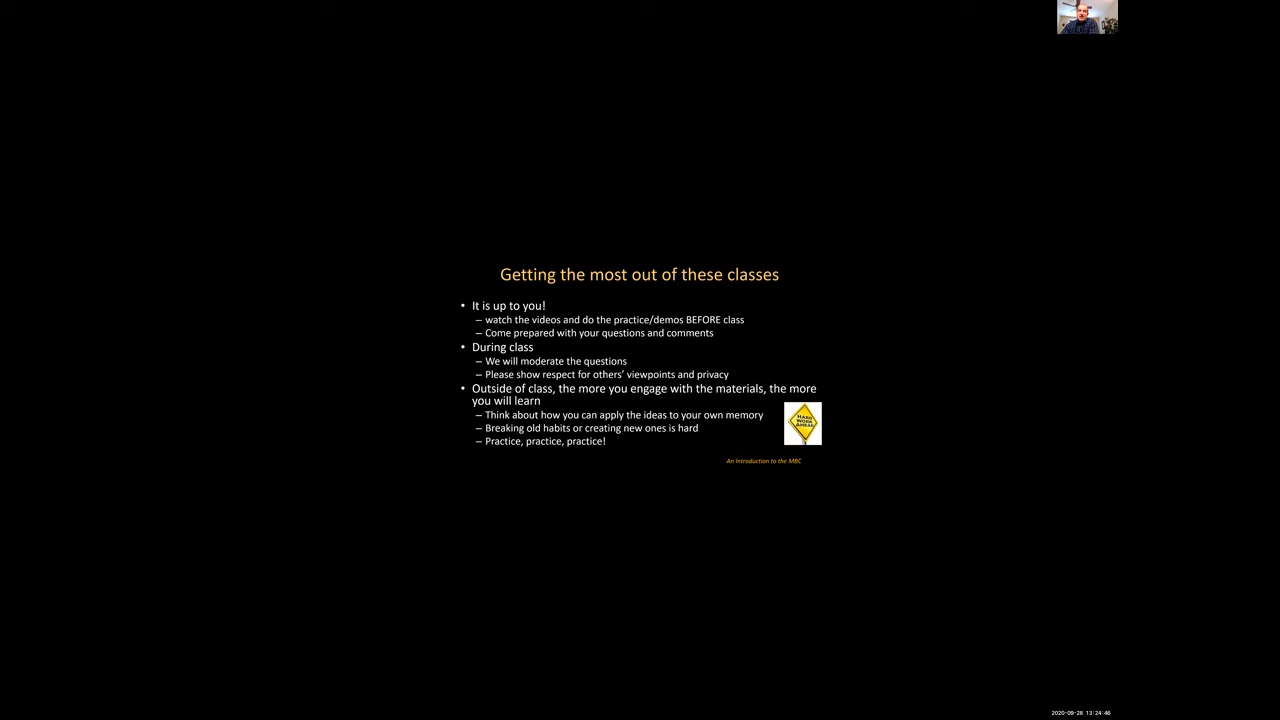 Getting the most out of these classes
• It is up to you!
– watch the videos and do the practice/demos BEFORE class
– Come prepared with your questions and comments
• During class
– We will moderate the questions
– Please show respect for others’ viewpoints and privacy
• Outside of class, the more you engage with the materials, the more
you will learn
– Think about how you can apply the ideas to your own memory
– Breaking old habits or creating new ones is hard
– Practice, practice, practice!
HARD
WORK
AHEAD
An Introduction to the MBC
2020-09-28 13:24:46